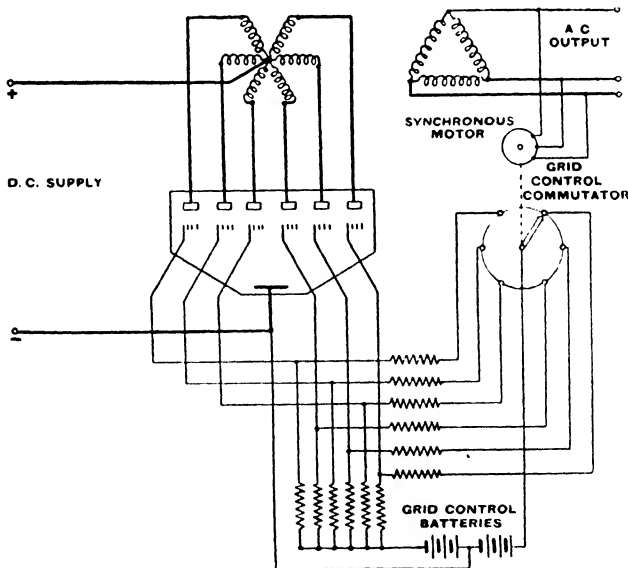 A C
OUTPUT
+
SYNCHRONOUS
MOTOR
D. C. SUPPLY
GRID
CONTROL
COMMUTATOR
-
GRID CONTROL
BATTERIES